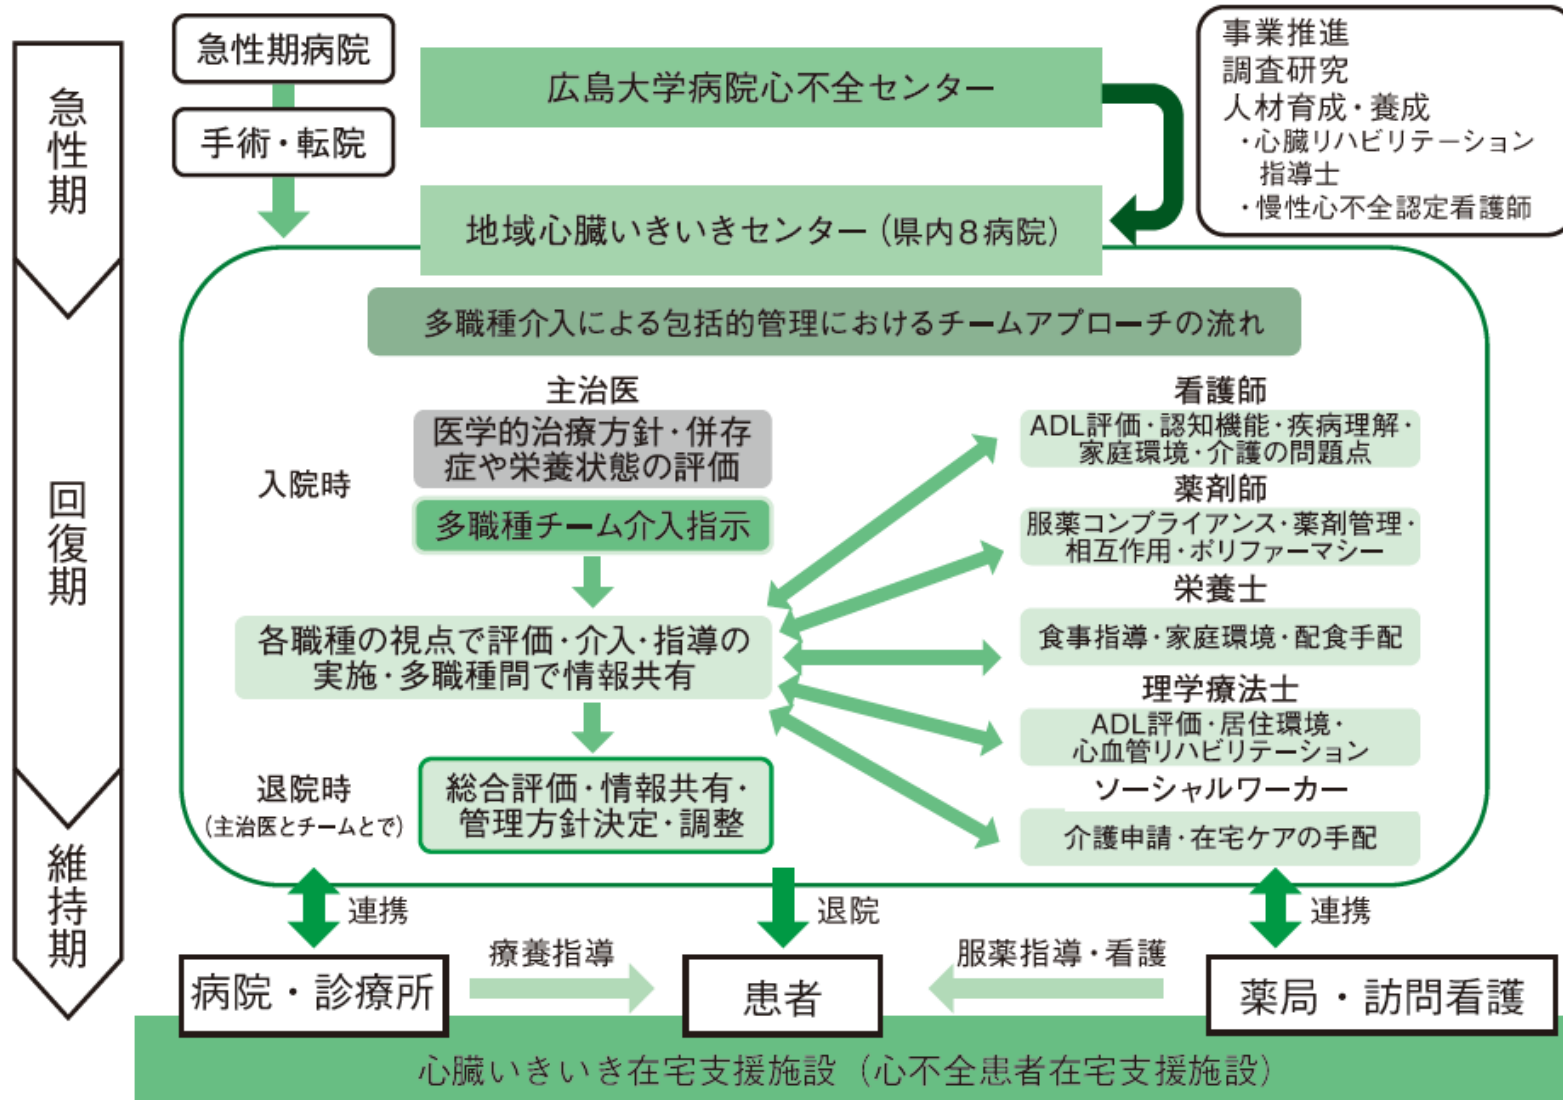 急性期
回復期
維持期
急性期病院
手術・転院
広島大学病院心不全センター
事業推進
調査研究
人材育成・養成
・心臓リハビリテーション
指導士
・慢性心不全認定看護師
地域心臓いきいきセンター（県内8病院）
多職種介入による包括的管理におけるチームアプローチの流れ
入院時
主治医
医学的治療方針・併存
症や栄養状態の評価
多職種チーム介入指示
各職種の視点で評価・介入・指導の
実施・多職種間で情報共有
退院時
（主治医とチームとで）
総合評価・情報共有・
管理方針決定・調整
看護師
ADL評価・認知機能・疾病理解・
家庭環境・介護の問題点
薬剤師
服薬コンプライアンス・薬剤管理・
相互作用・ポリファーマシー
栄養士
食事指導・家庭環境・配食手配
理学療法士
ADL評価・居住環境・
心血管リハビリテーション
ソーシャルワーカー
介護申請・在宅ケアの手配
連携
退院
連携
療養指導
服薬指導・看護
病院・診療所
患者
薬局・訪問看護
心臓いきいき在宅支援施設（心不全患者在宅支援施設）